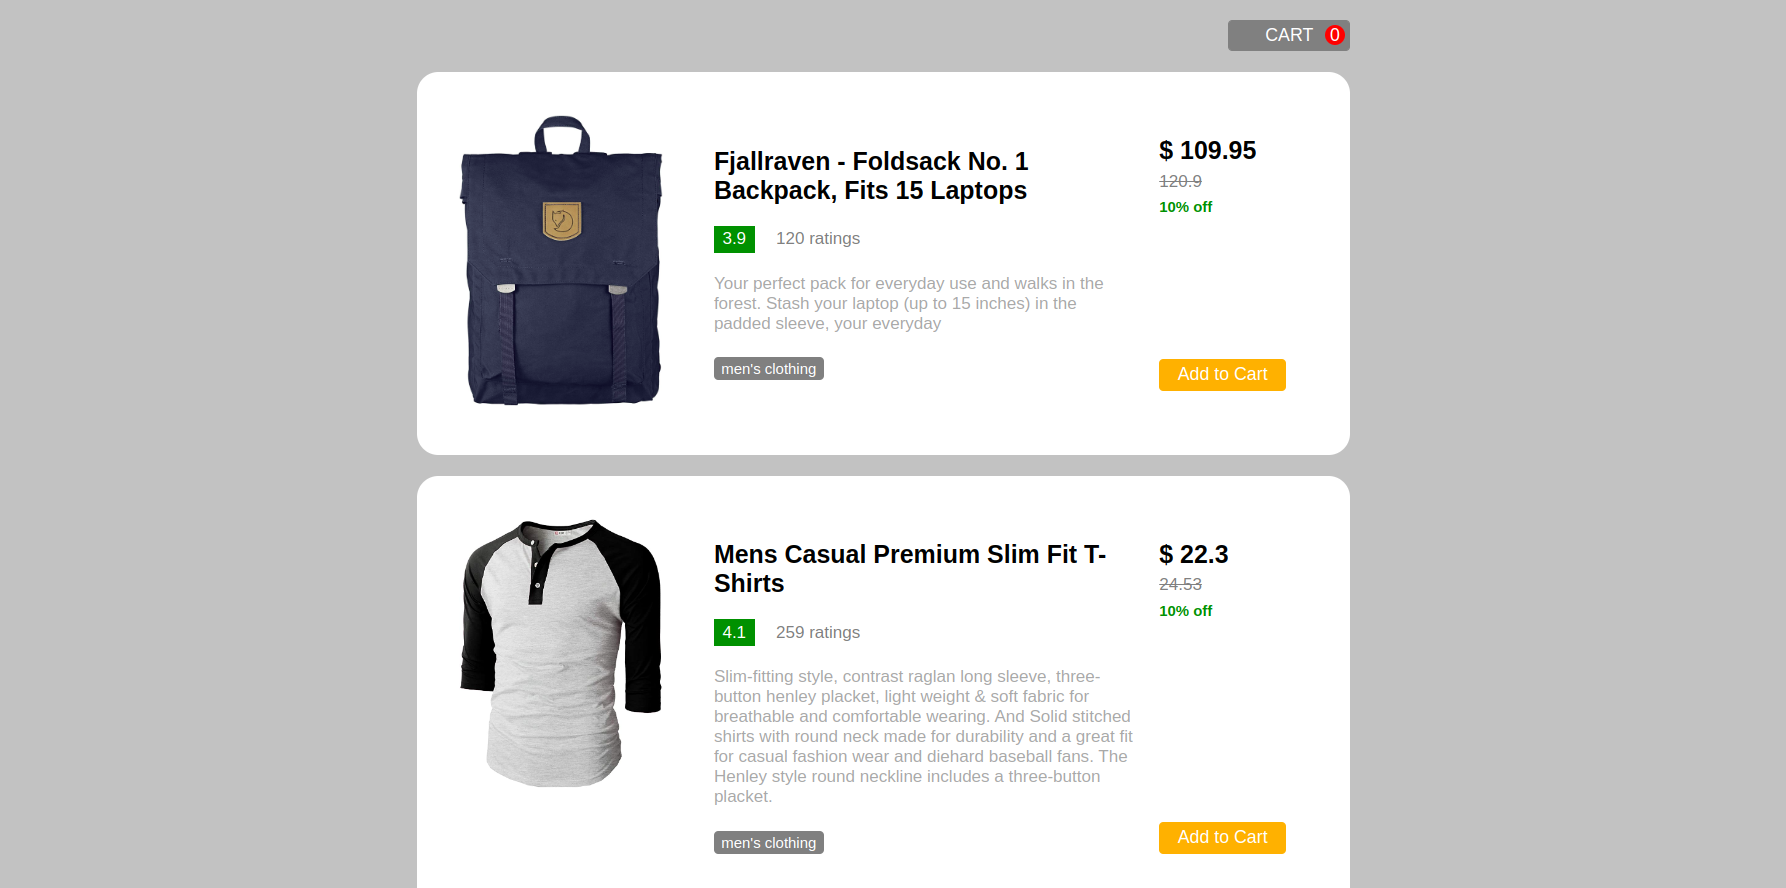 CART 0
Fjallraven - Foldsack No. 1
Backpack, Fits 15 Laptops
3.9 120 ratings
Your perfect pack for everyday use and walks in the
forest. Stash your laptop (up to 15 inches) in the
padded sleeve, your everyday
men's clothing
$ 109.95
120.9
10% off
Add to Cart
Mens Casual Premium Slim Fit T-
Shirts
4.1 259 ratings
Slim-fitting style, contrast raglan long sleeve, three-
button henley placket, light weight & soft fabric for
breathable and comfortable wearing. And Solid stitched
shirts with round neck made for durability and a great fit
for casual fashion wear and diehard baseball fans. The
Henley style round neckline includes a three-button
placket.
men's clothing
$ 22.3
24.53
10% off
Add to Cart